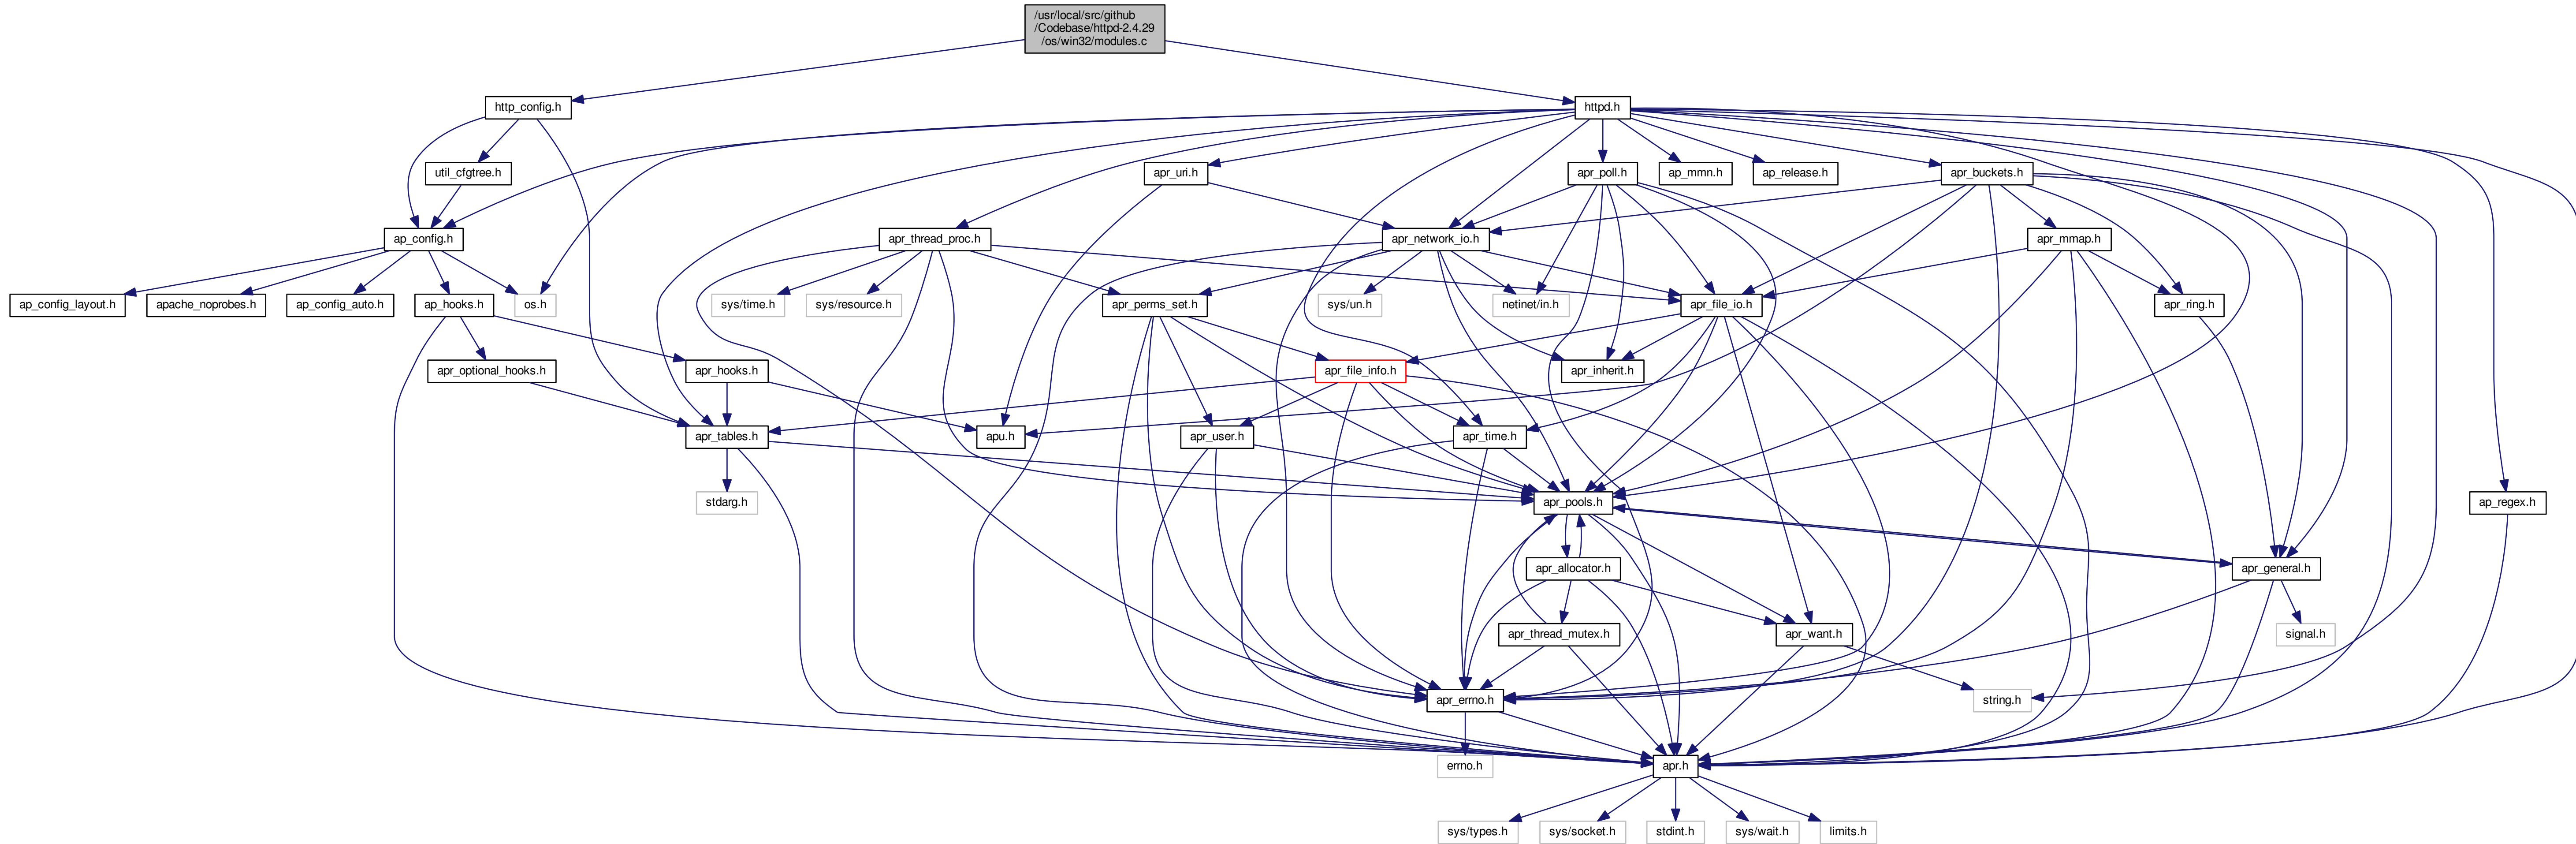 /usr/local/src/github
/Codebase/httpd-2.4.29
/os/win32/modules.c
http_config.h
httpd.h
util_cfgtree.h
apr_uri.h
apr_poll.h
ap_mmn.h
ap_release.h
apr_buckets.h
ap_config.h
apr_thread_proc.h
apr_network_io.h
apr_mmap.h
ap_config_layout.h
apache_noprobes.h
ap_config_auto.h
ap_hooks.h
os.h
sys/time.h
sys/resource.h
apr_perms_set.h
sys/un.h
netinet/in.h
apr_file_io.h
apr_ring.h
apr_optional_hooks.h
apr_hooks.h
apr_file_info.h
apr_inherit.h
apr_tables.h
apu.h
apr_user.h
apr_time.h
stdarg.h
apr_pools.h
ap_regex.h
apr_allocator.h
apr_general.h
apr_thread_mutex.h
apr_want.h
signal.h
apr_errno.h
string.h
errno.h
apr.h
sys/types.h
sys/socket.h
stdint.h
sys/wait.h
limits.h